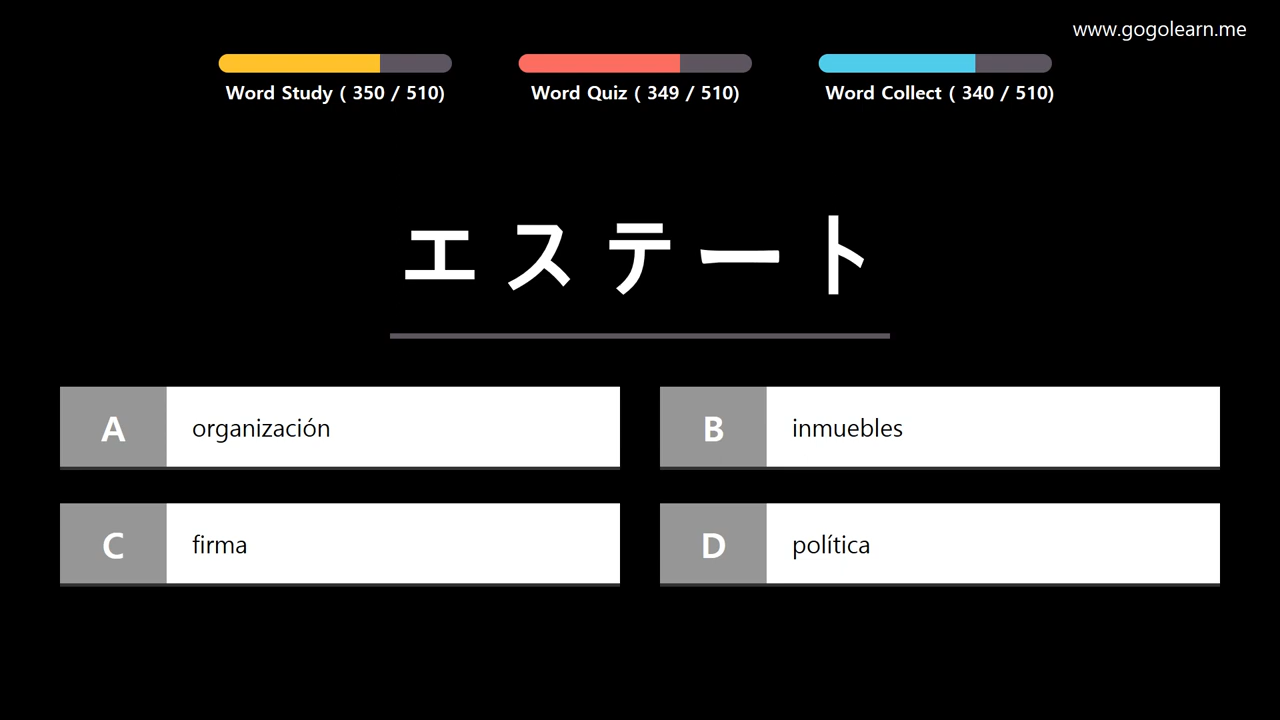 www.gogolearn.me
Word Study ( 350 / 510)
Word Quiz ( 349 / 510)
Word Collect ( 340 / 510)
エステート
A organización
B inmuebles
C firma
D política